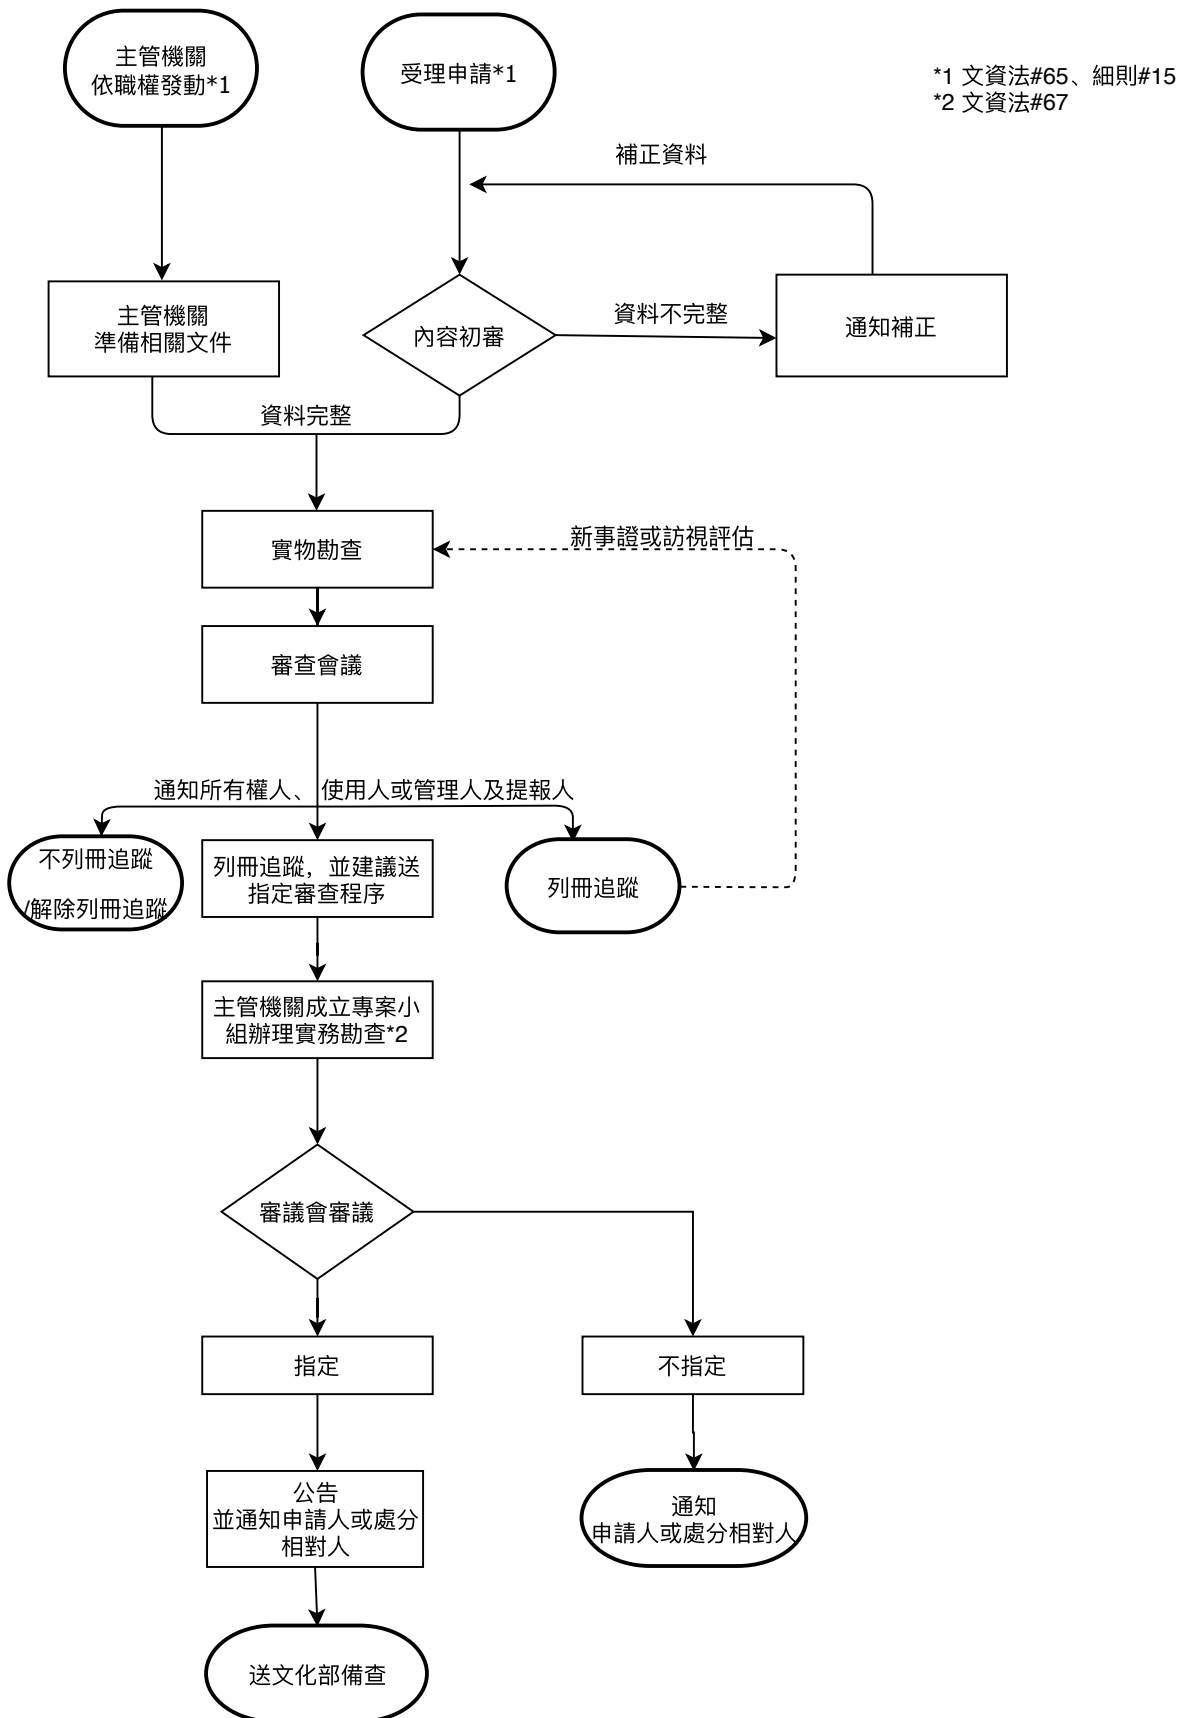 主管機關
依職權發動*1
受理申請*1
*1 文資法#65、細則#15
*2 文資法#67
補正資料
主管機關
準備相關文件
內容初審
資料不完整
通知補正
資料完整
實物勘查
新事證或訪視評估
審查會議
通知所有權人、使用人或管理人及提報人
不列冊追蹤
/解除列冊追蹤
列冊追蹤，並建議送
指定審查程序
列冊追蹤
主管機關成立專案小
組辦理實務勘查*2
審議會審議
指定
不指定
公告
並通知申請人或處分
相對人
通知
申請人或處分相對人
送文化部備查